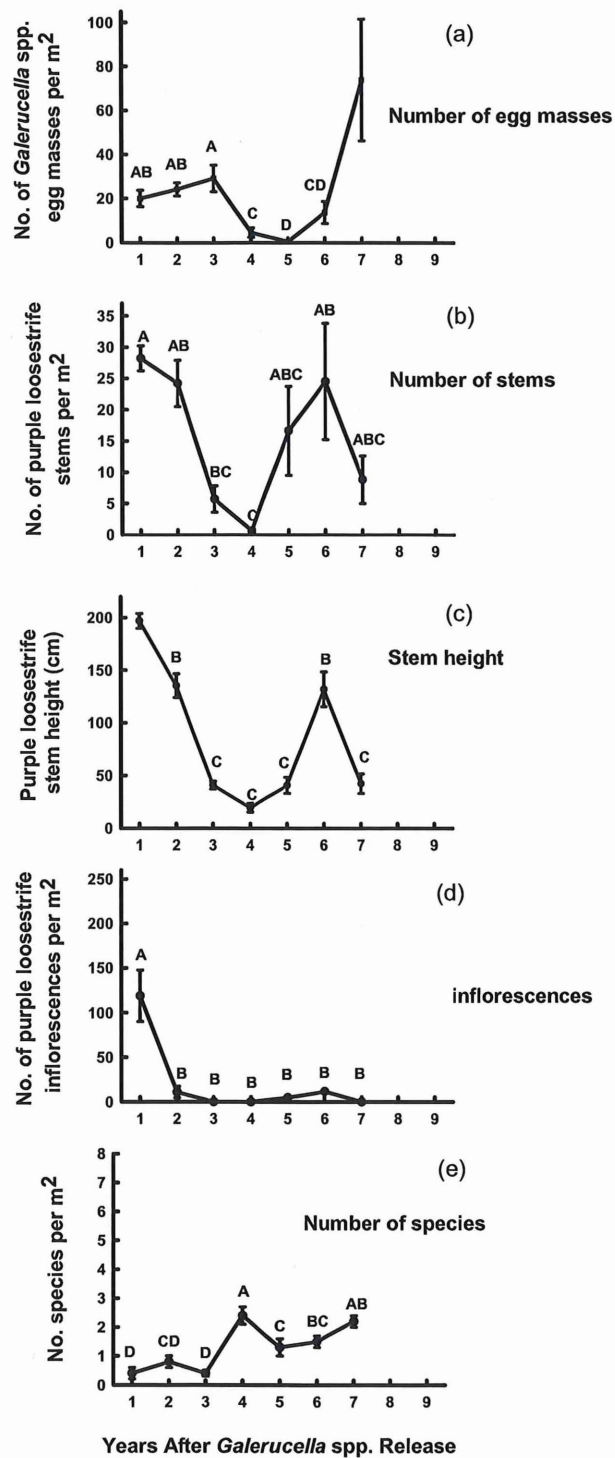 (a)
No. of Galerucella spp.
egg masses per m2
100
80
60
40
20
0
AB
AB
A
C
D
CD
Number of egg masses
1 2 3 4 5 6 7 8 9
(b)
No. of purple loosestrife
stems per m2
35
30
25
20
15
10
5
0
A
AB
BC
C
ABC
AB
ABC
Number of stems
1 2 3 4 5 6 7 8 9
(c)
Purple loosestrife
stem height (cm)
200
150
100
50
0
B
C
C
C
B
C
Stem height
1 2 3 4 5 6 7 8 9
(d)
No. of purple loosestrife
inflorescences per m2
250
200
150
100
50
0
A
B
B
B
B
B
B
inflorescences
1 2 3 4 5 6 7 8 9
(e)
No. species per m2
8
7
6
5
4
3
2
1
0
D
CD
D
A
C
BC
AB
Number of species
1 2 3 4 5 6 7 8 9
Years After Galerucella spp. Release